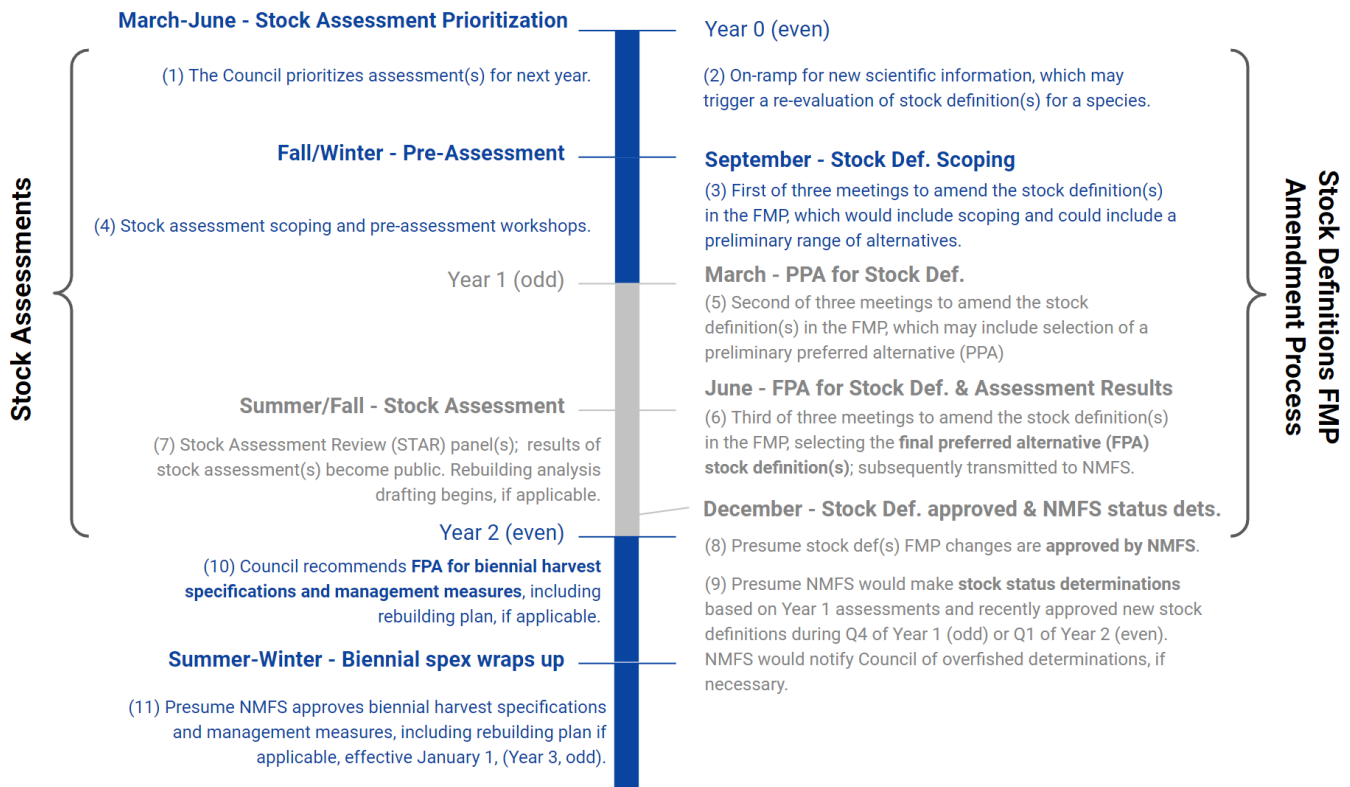 Stock Assessments
March-June - Stock Assessment Prioritization
(1) The Council prioritizes assessment(s) for next year.
Fall/Winter - Pre-Assessment
(4) Stock assessment scoping and pre-assessment workshops.
Year 1 (odd)
Summer/Fall - Stock Assessment
(7) Stock Assessment Review (STAR) panel(s); results of
stock assessment(s) become public. Rebuilding analysis
drafting begins, if applicable.
Year 2 (even)
(10) Council recommends FPA for biennial harvest
specifications and management measures, including
rebuilding plan, if applicable.
Summer-Winter - Biennial spex wraps up
(11) Presume NMFS approves biennial harvest specifications
and management measures, including rebuilding plan if
applicable, effective January 1, (Year 3, odd).
Year 0 (even)
(2) On-ramp for new scientific information, which may
trigger a re-evaluation of stock definition(s) for a species.
September - Stock Def. Scoping
(3) First of three meetings to amend the stock definition(s)
in the FMP, which would include scoping and could include a
preliminary range of alternatives.
March - PPA for Stock Def.
(5) Second of three meetings to amend the stock
definition(s) in the FMP, which may include selection of a
preliminary preferred alternative (PPA)
June - FPA for Stock Def. & Assessment Results
(6) Third of three meetings to amend the stock definition(s)
in the FMP, selecting the final preferred alternative (FPA)
stock definition(s); subsequently transmitted to NMFS.
December - Stock Def. approved & NMFS status dets.
(8) Presume stock def(s) FMP changes are approved by NMFS.
(9) Presume NMFS would make stock status determinations
based on Year 1 assessments and recently approved new stock
definitions during Q4 of Year 1 (odd) or Q1 of Year 2 (even).
NMFS would notify Council of overfished determinations, if
necessary.
Stock Definitions FMP
Amendment Process